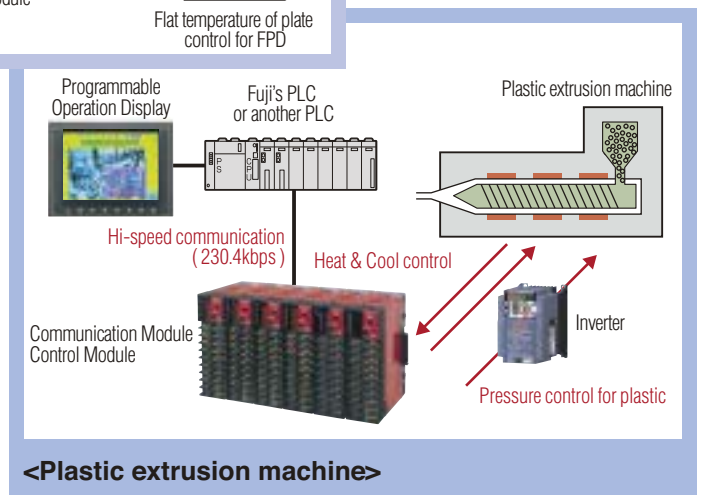 Flat temperature of plate
control for FPD
Programmable
Operation Display
Fuji's PLC
or another PLC
Plastic extrusion machine
P
S
C
P
U
Hi-speed communication
( 230.4kbps )
Heat & Cool control
Communication Module
Control Module
Inverter
Pressure control for plastic
<Plastic extrusion machine>